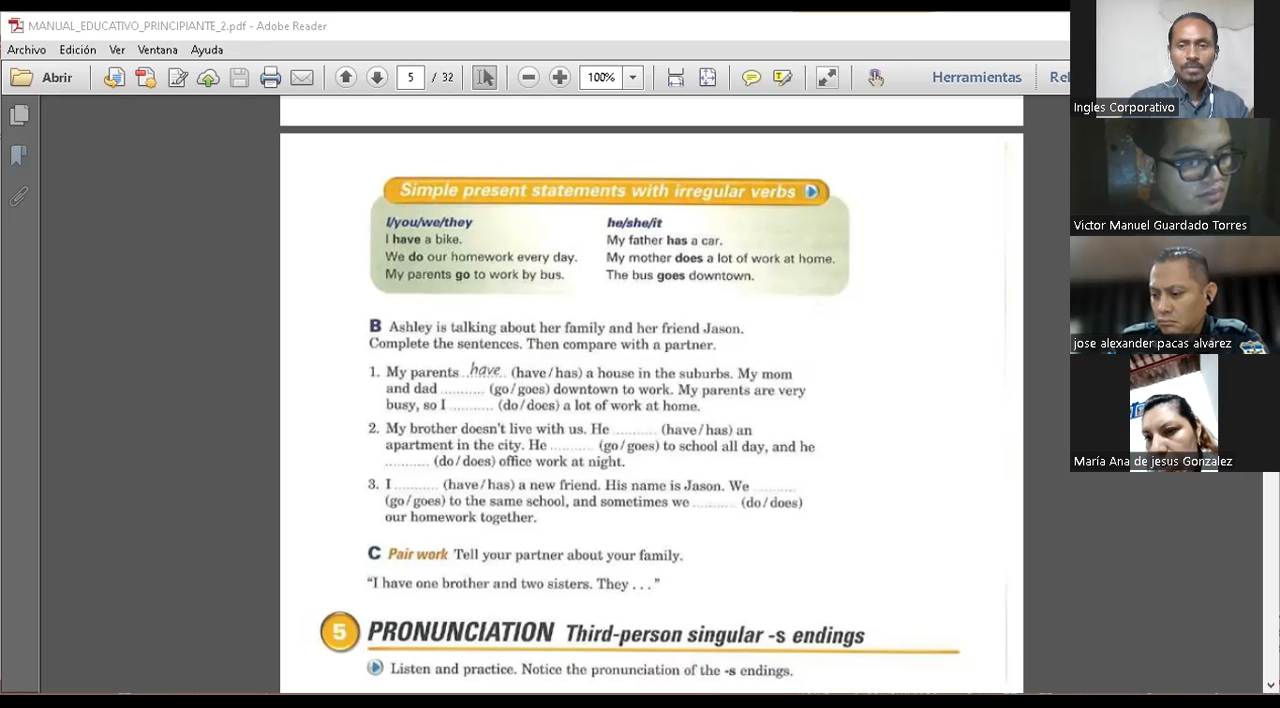 MANUAL_EDUCATIVO_PRINCIPIANTE_2.pdf - Adobe Reader
Archivo Edición Ver Ventana Ayuda
Abrir 5 / 32 100% Herramientas
Simple present statements with irregular verbs
I/you/we/they he/she/it
I have a bike. My father has a car.
We do our homework every day. My mother does a lot of work at home.
My parents go to work by bus. The bus goes downtown.
B Ashley is talking about her family and her friend Jason.
Complete the sentences. Then compare with a partner.
1. My parents have (have/has) a house in the suburbs. My mom
and dad .......... (go/goes) downtown to work. My parents are very
busy, so I .......... (do/does) a lot of work at home.
2. My brother doesn't live with us. He .......... (have/has) an
apartment in the city. He .......... (go/goes) to school all day, and he
.......... (do/does) office work at night.
3. I .......... (have/has) a new friend. His name is Jason. We ..........
(go/goes) to the same school, and sometimes we .......... (do/does)
our homework together.
C Pair work Tell your partner about your family.
“I have one brother and two sisters. They . . . ”
5 PRONUNCIATION Third-person singular -s endings
Listen and practice. Notice the pronunciation of the -s endings.
Ingles Corporativo
Victor Manuel Guardado Torres
jose alexander pacas alvarez
María Ana de jesus Gonzalez